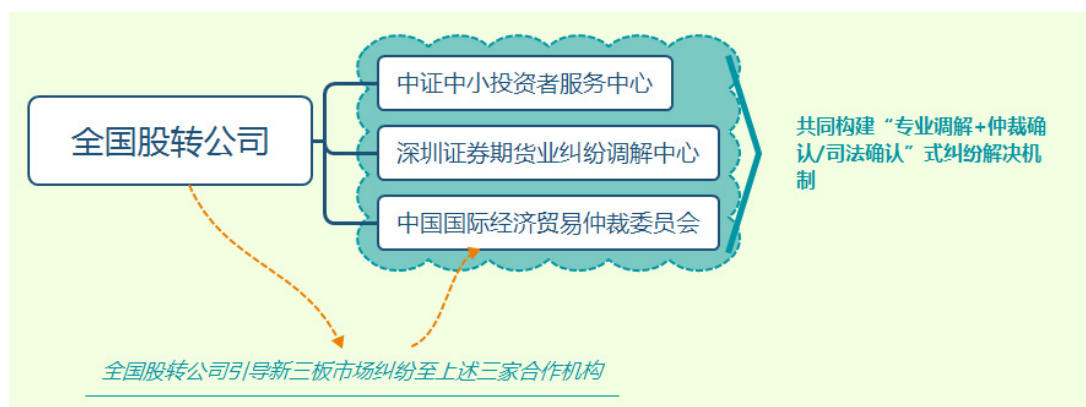 全国股转公司
中证中小投资者服务中心
深圳证券期货业纠纷调解中心
中国国际经济贸易仲裁委员会
共同构建“专业调解+仲裁确
认/司法确认”式纠纷解决机
制
全国股转公司引导新三板市场纠纷至上述三家合作机构